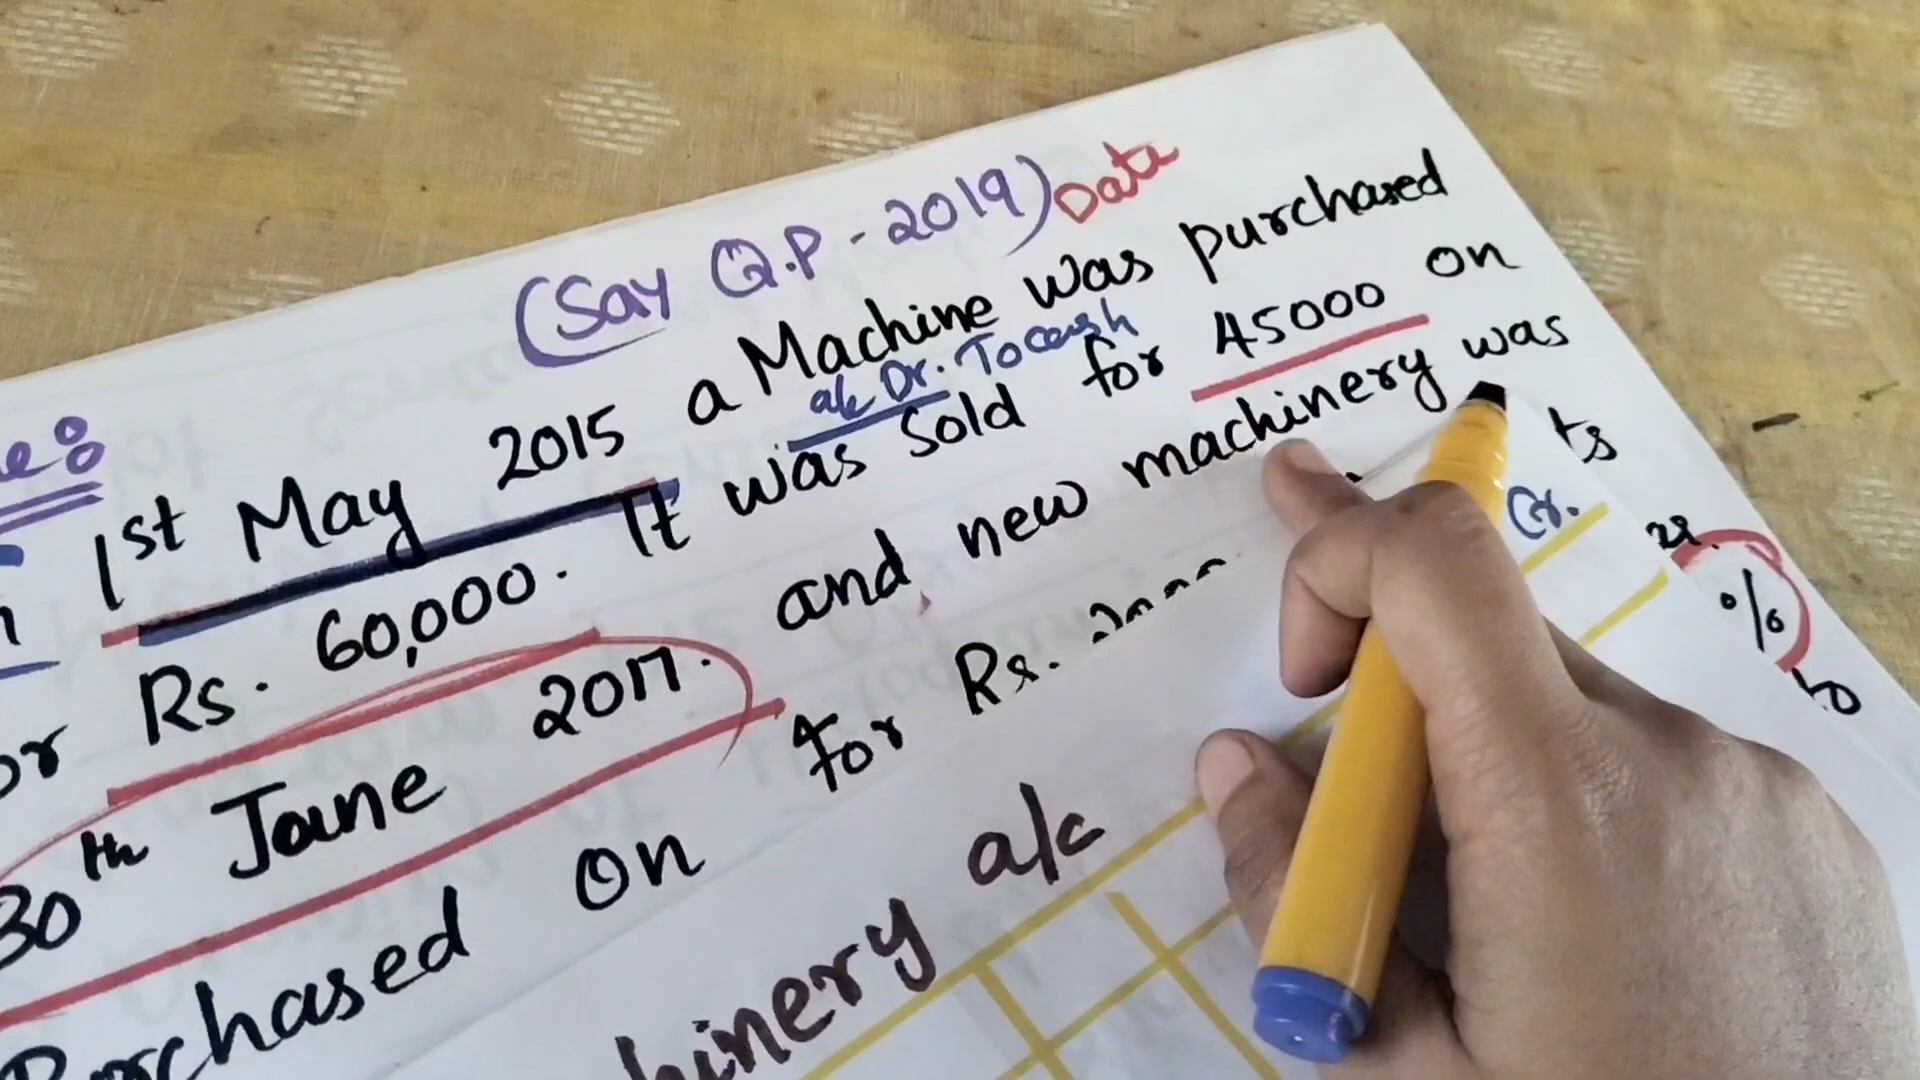 (Say Q.P - 2019) Date
1st May 2015 a Machine was purchased
a/c Dr. To cash
Rs. 60,000. It was sold for 45000 on
30th June 2017. and new machinery was
Purchased on for Rs.
Cr.
%
a/c